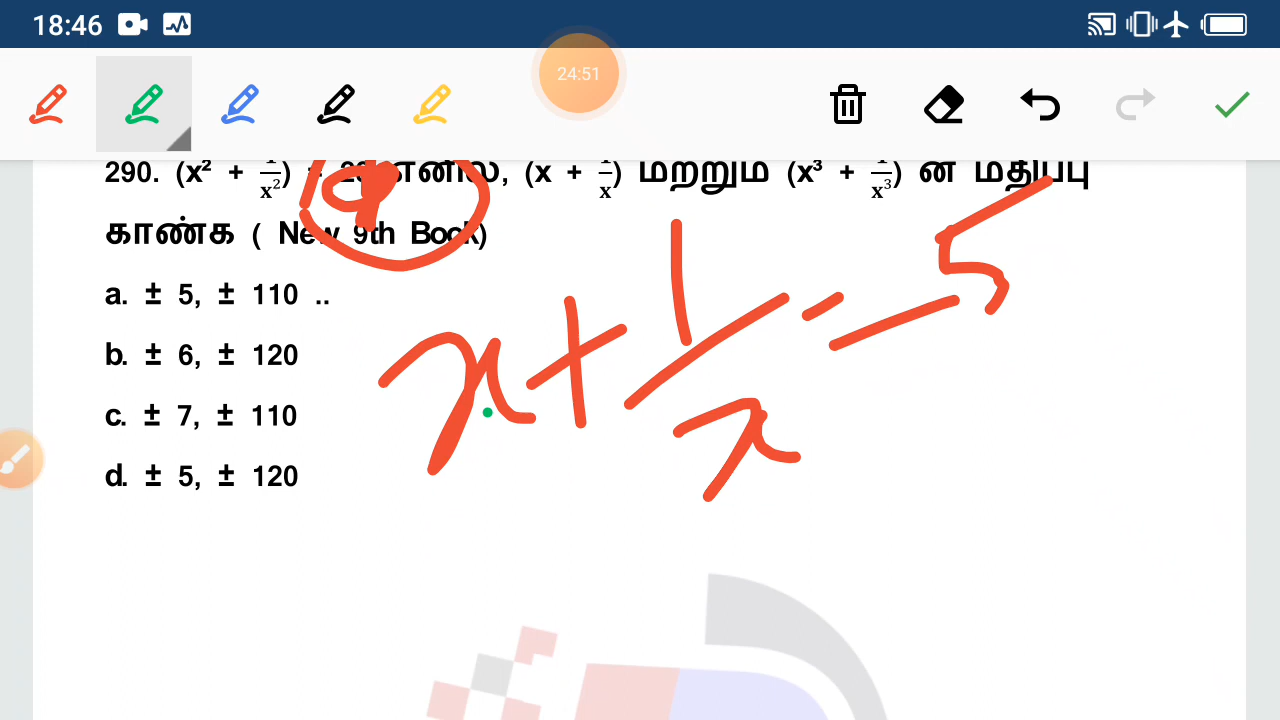 18:46
24:51
290. (x² + 1/x²) = எனில், (x + 1/x) மற்றும் (x³ + 1/x³) ன் மதிப்பு
காண்க ( New 9th Book)
a. ± 5, ± 110 ..
b. ± 6, ± 120
c. ± 7, ± 110
d. ± 5, ± 120
x + 1/x = 5